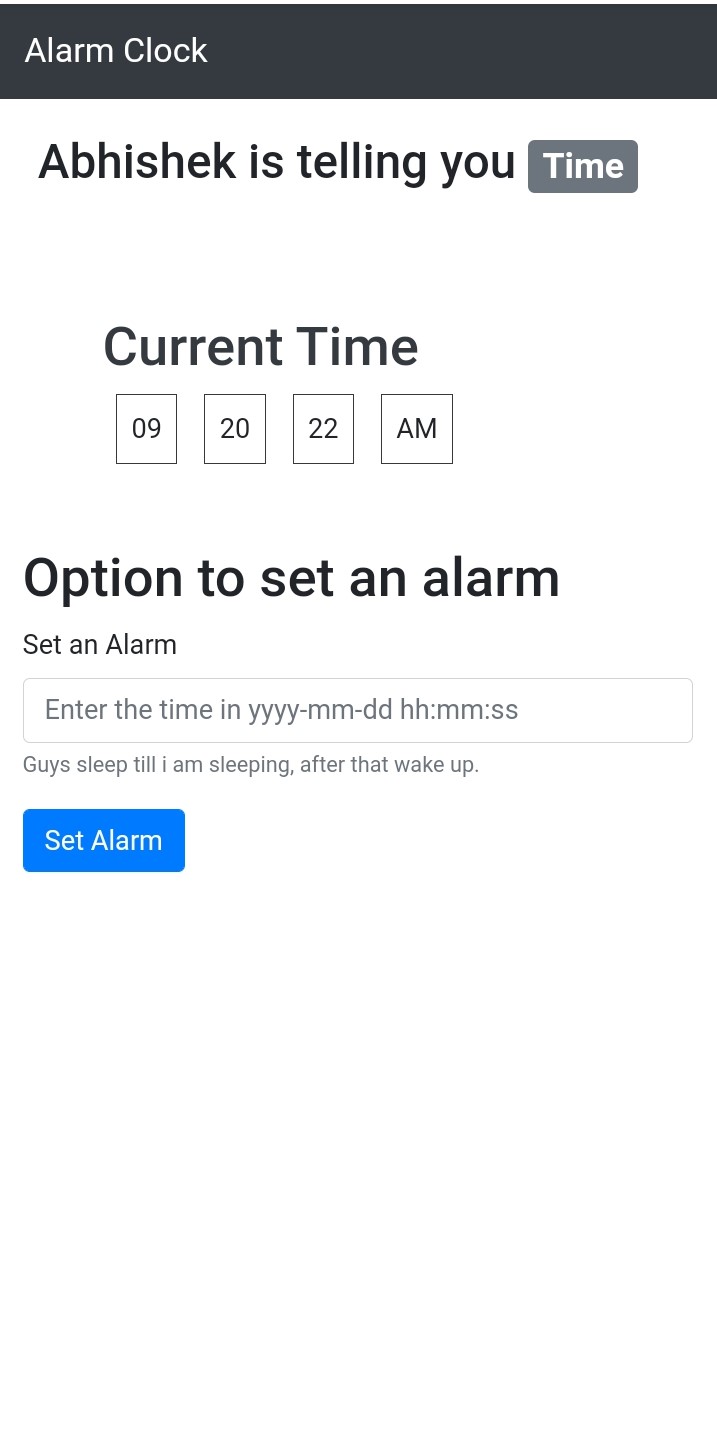 Alarm Clock
Abhishek is telling you Time
Current Time
09 20 22 AM
Option to set an alarm
Set an Alarm
Enter the time in yyyy-mm-dd hh:mm:ss
Guys sleep till i am sleeping, after that wake up.
Set Alarm